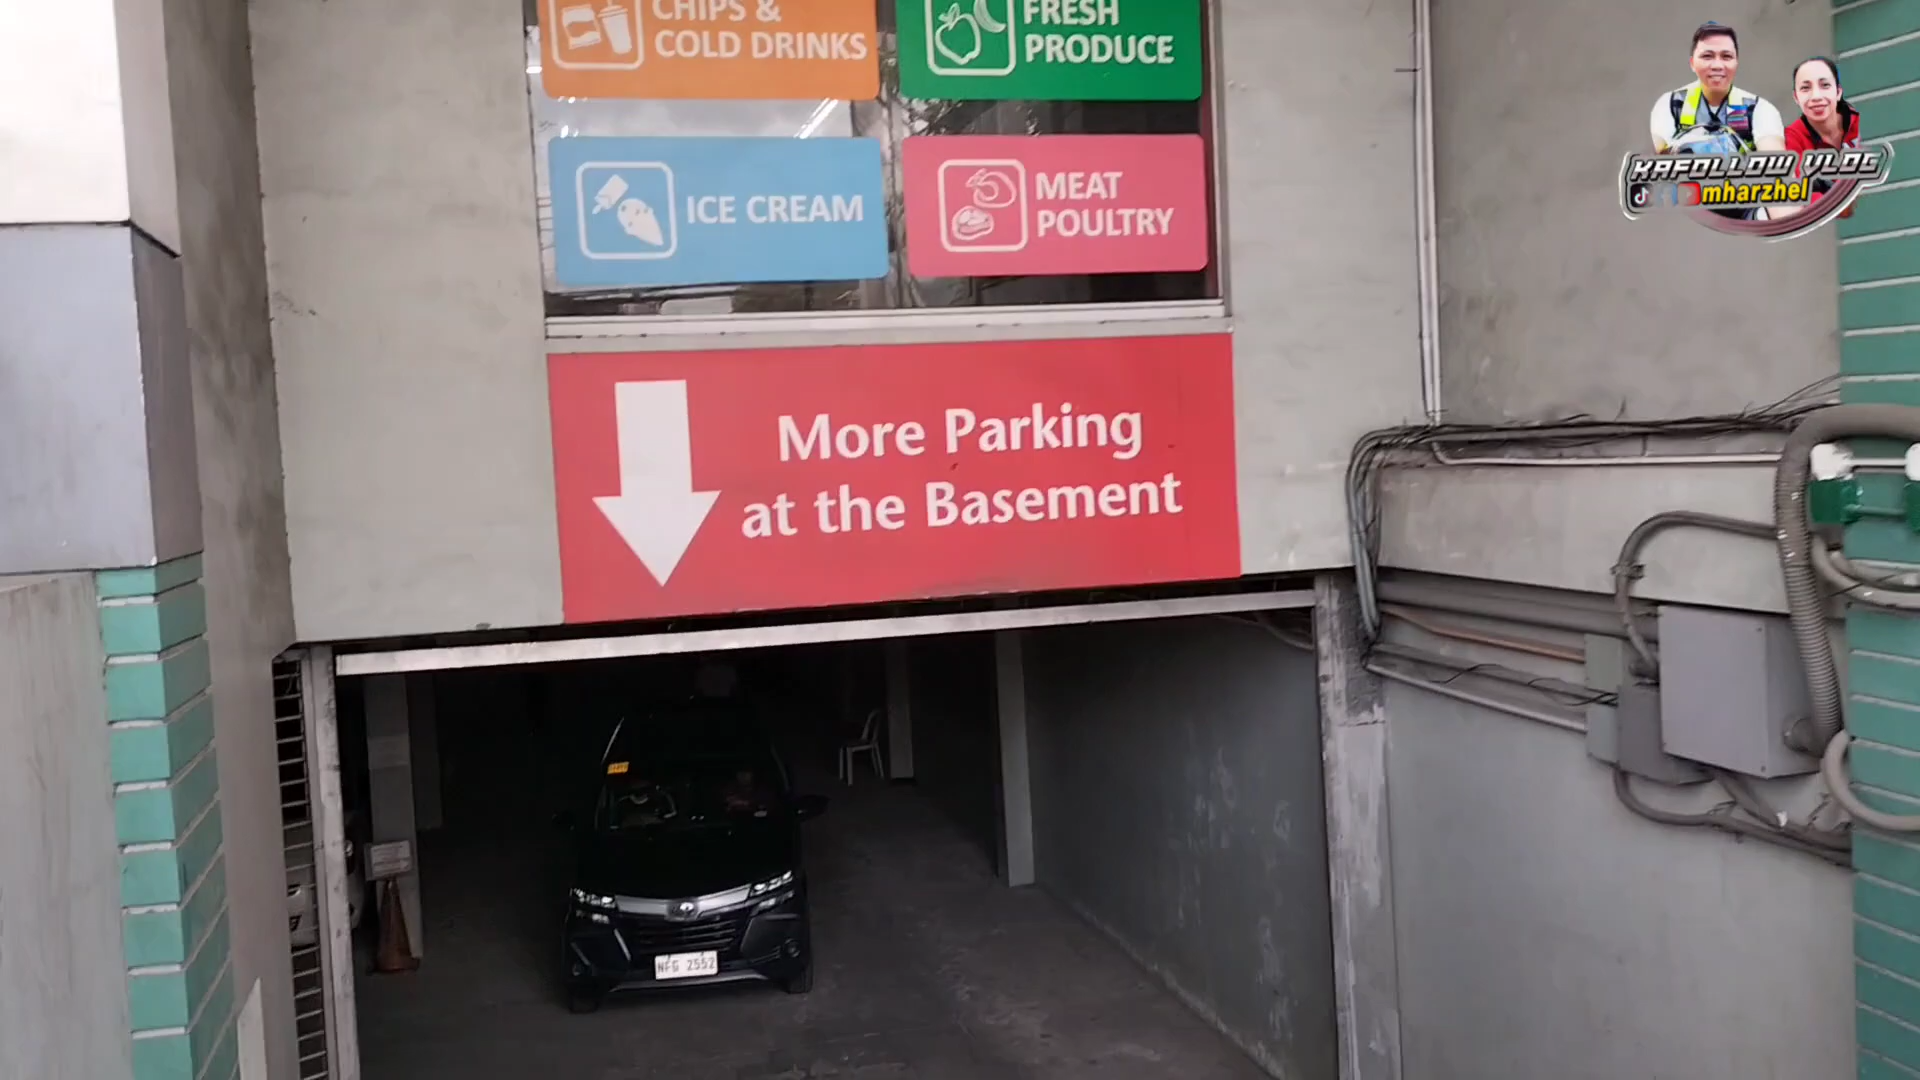 CHIPS &
COLD DRINKS
FRESH
PRODUCE
ICE CREAM
MEAT
POULTRY
More Parking
at the Basement
KAFOLLOW VLOG
mharzhel
NFG 2552